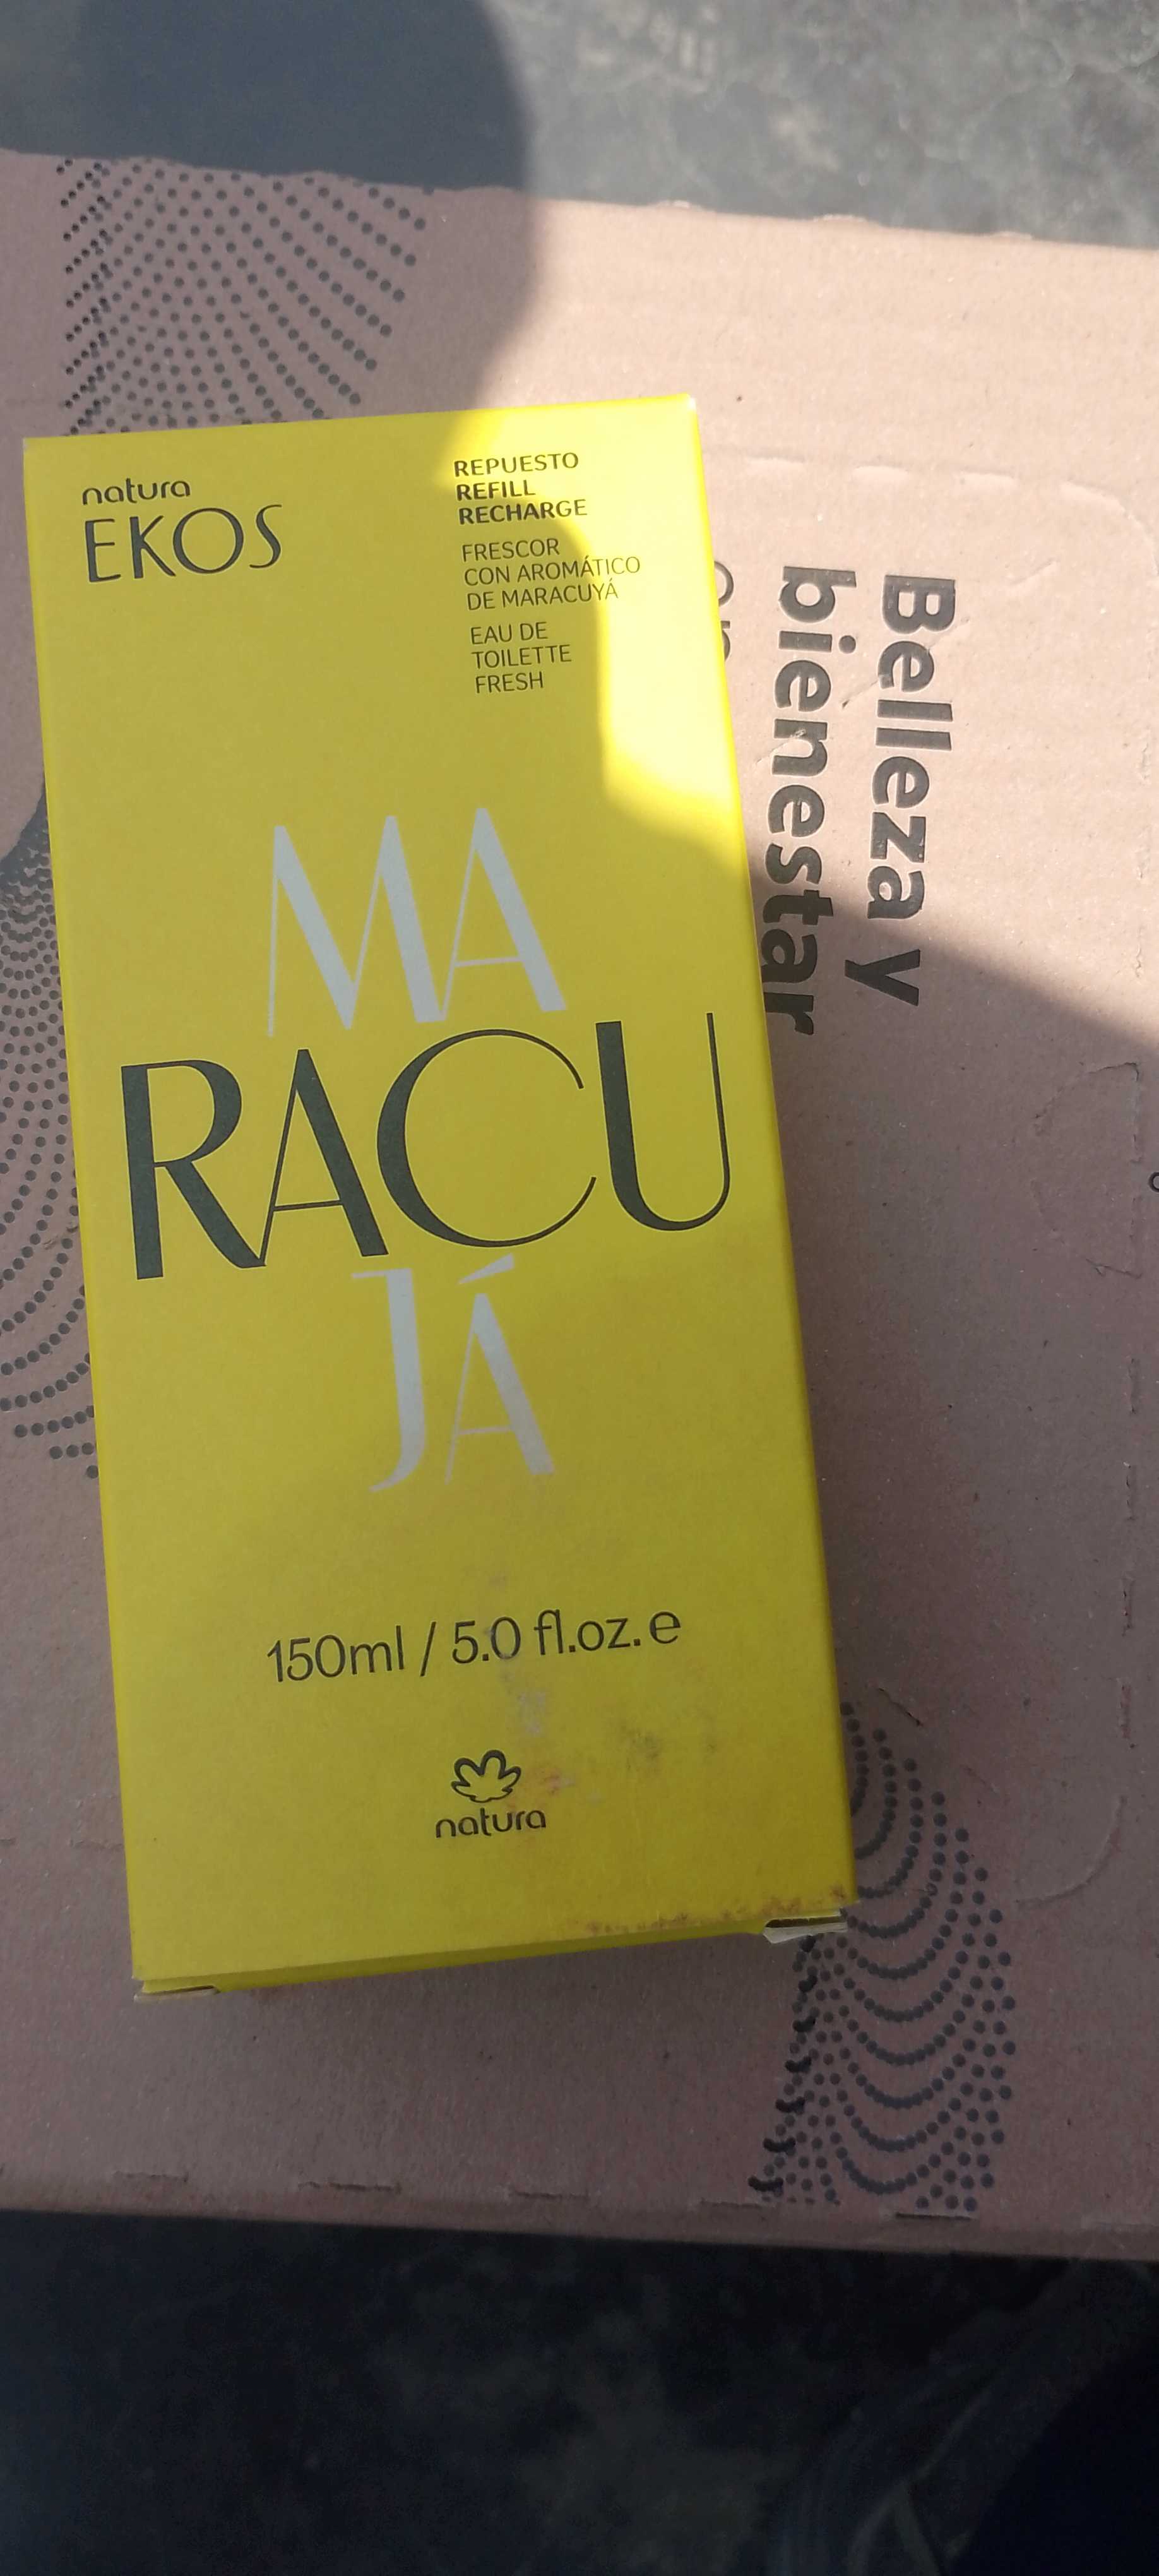 natura
EKOS
REPUESTO
REFILL
RECHARGE
FRESCOR
CON AROMÁTICO
DE MARACUYÁ
EAU DE
TOILETTE
FRESH
MA
RACU
JÁ
150ml / 5.0 fl.oz. e
natura
Belleza y
bienestar